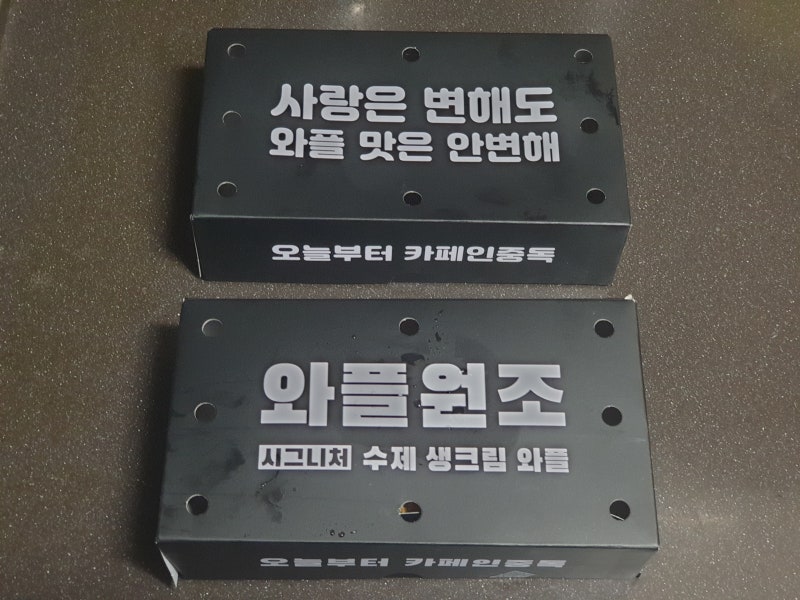 사랑은 변해도
와플 맛은 안변해
오늘부터 카페인중독
와플원조
시그니처 수제 생크림 와플
오늘부터 카페인중독